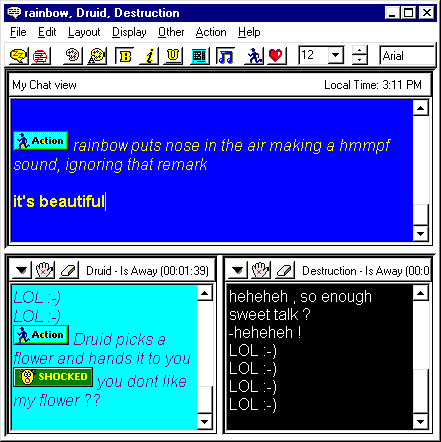 rainbow, Druid, Destruction
File Edit Layout Display Other Action Help
B i U 12 Arial
My Chat view Local Time: 3:11 PM
Action rainbow puts nose in the air making a hmmpf
sound, ignoring that remark
it's beautiful
Druid - Is Away (00:01:39)
LOL :-)
LOL :-)
Action Druid picks a
flower and hands it to you
SHOCKED you dont like
my flower ??
Destruction - Is Away (00:0
heheheh , so enough
sweet talk ?
-heheheh !
LOL :-)
LOL :-)
LOL :-)
LOL :-)